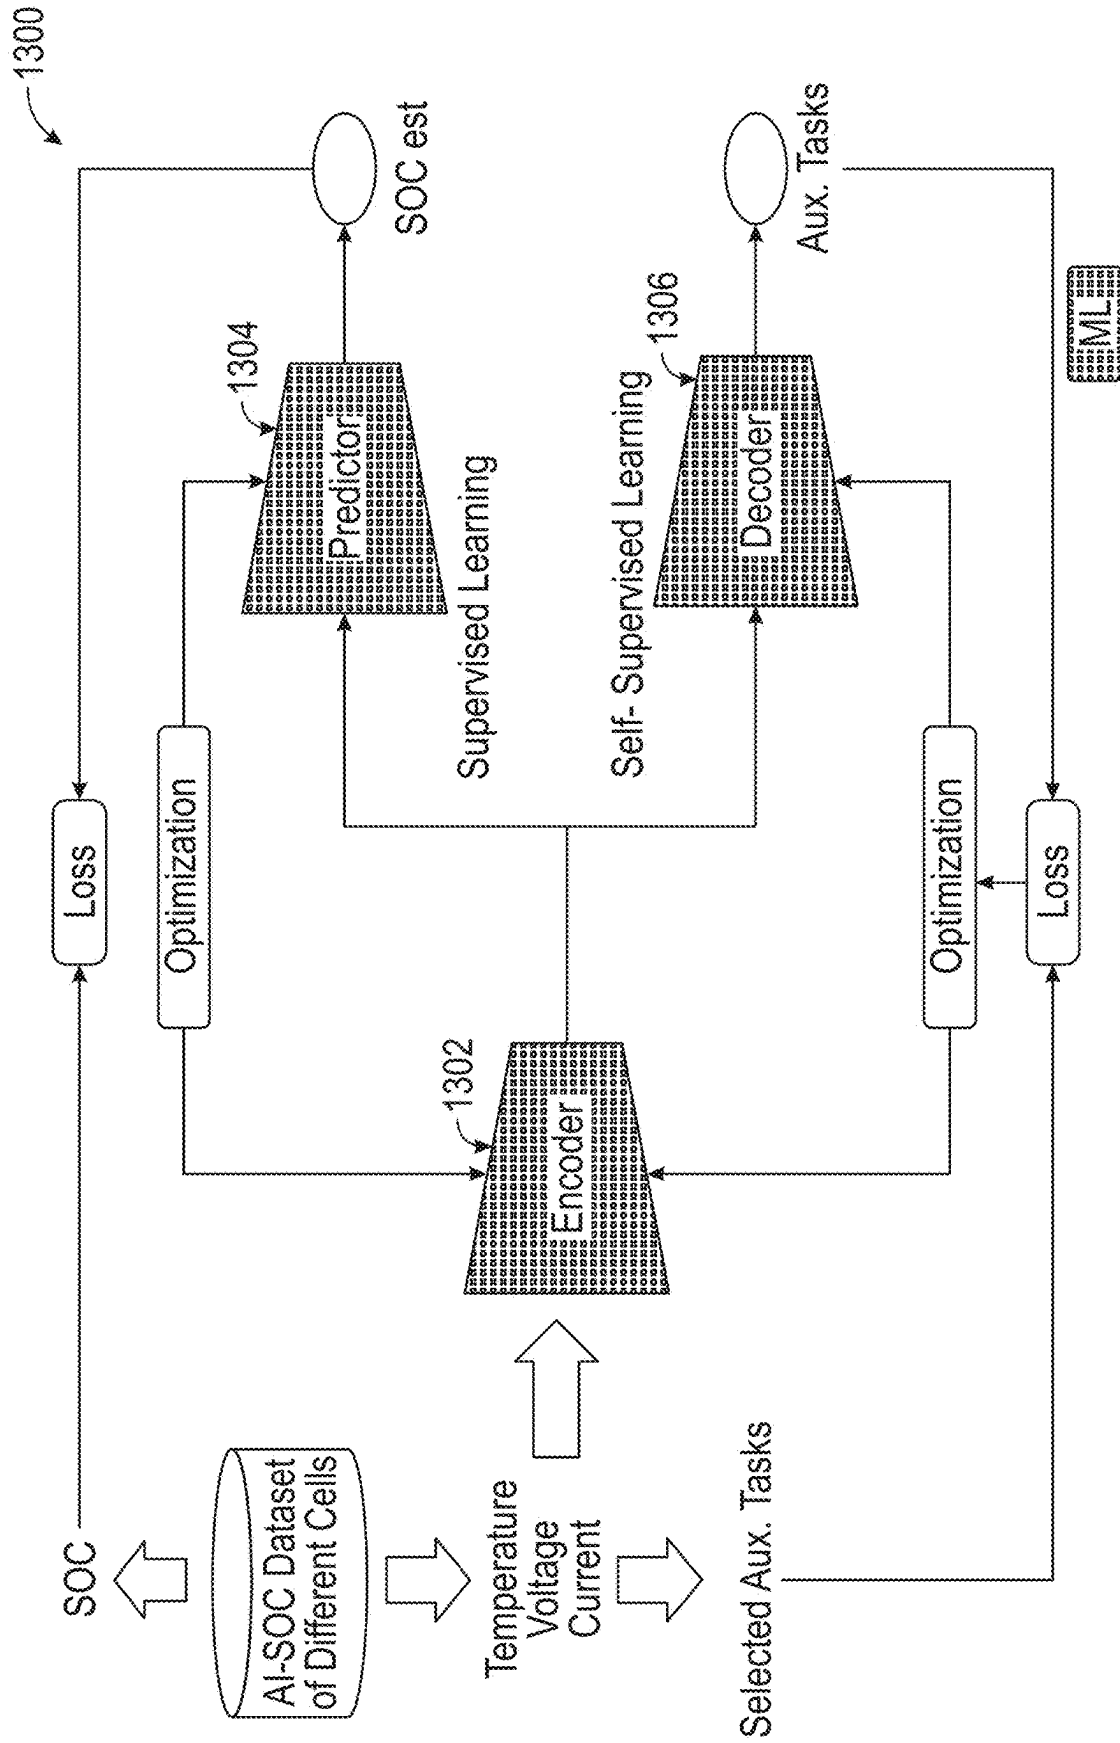 1300
SOC
Loss
Optimization
AI-SOC Dataset
of Different Cells
1304
Predictor
SOC est
Supervised Learning
1302
Encoder
Temperature
Voltage
Current
Self- Supervised Learning
1306
Decoder
Aux. Tasks
Selected Aux. Tasks
Optimization
Loss
ML